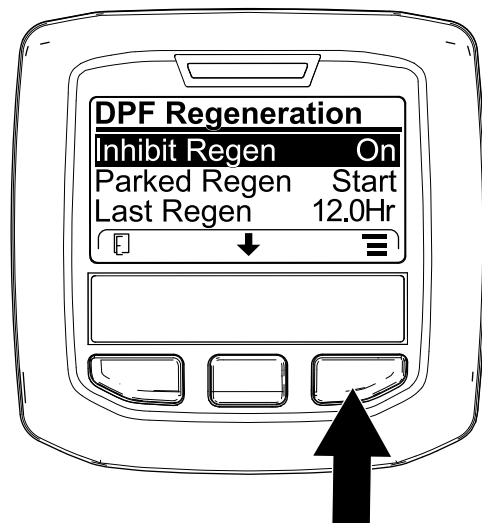 DPF Regeneration
Inhibit Regen On
Parked Regen Start
Last Regen 12.0Hr